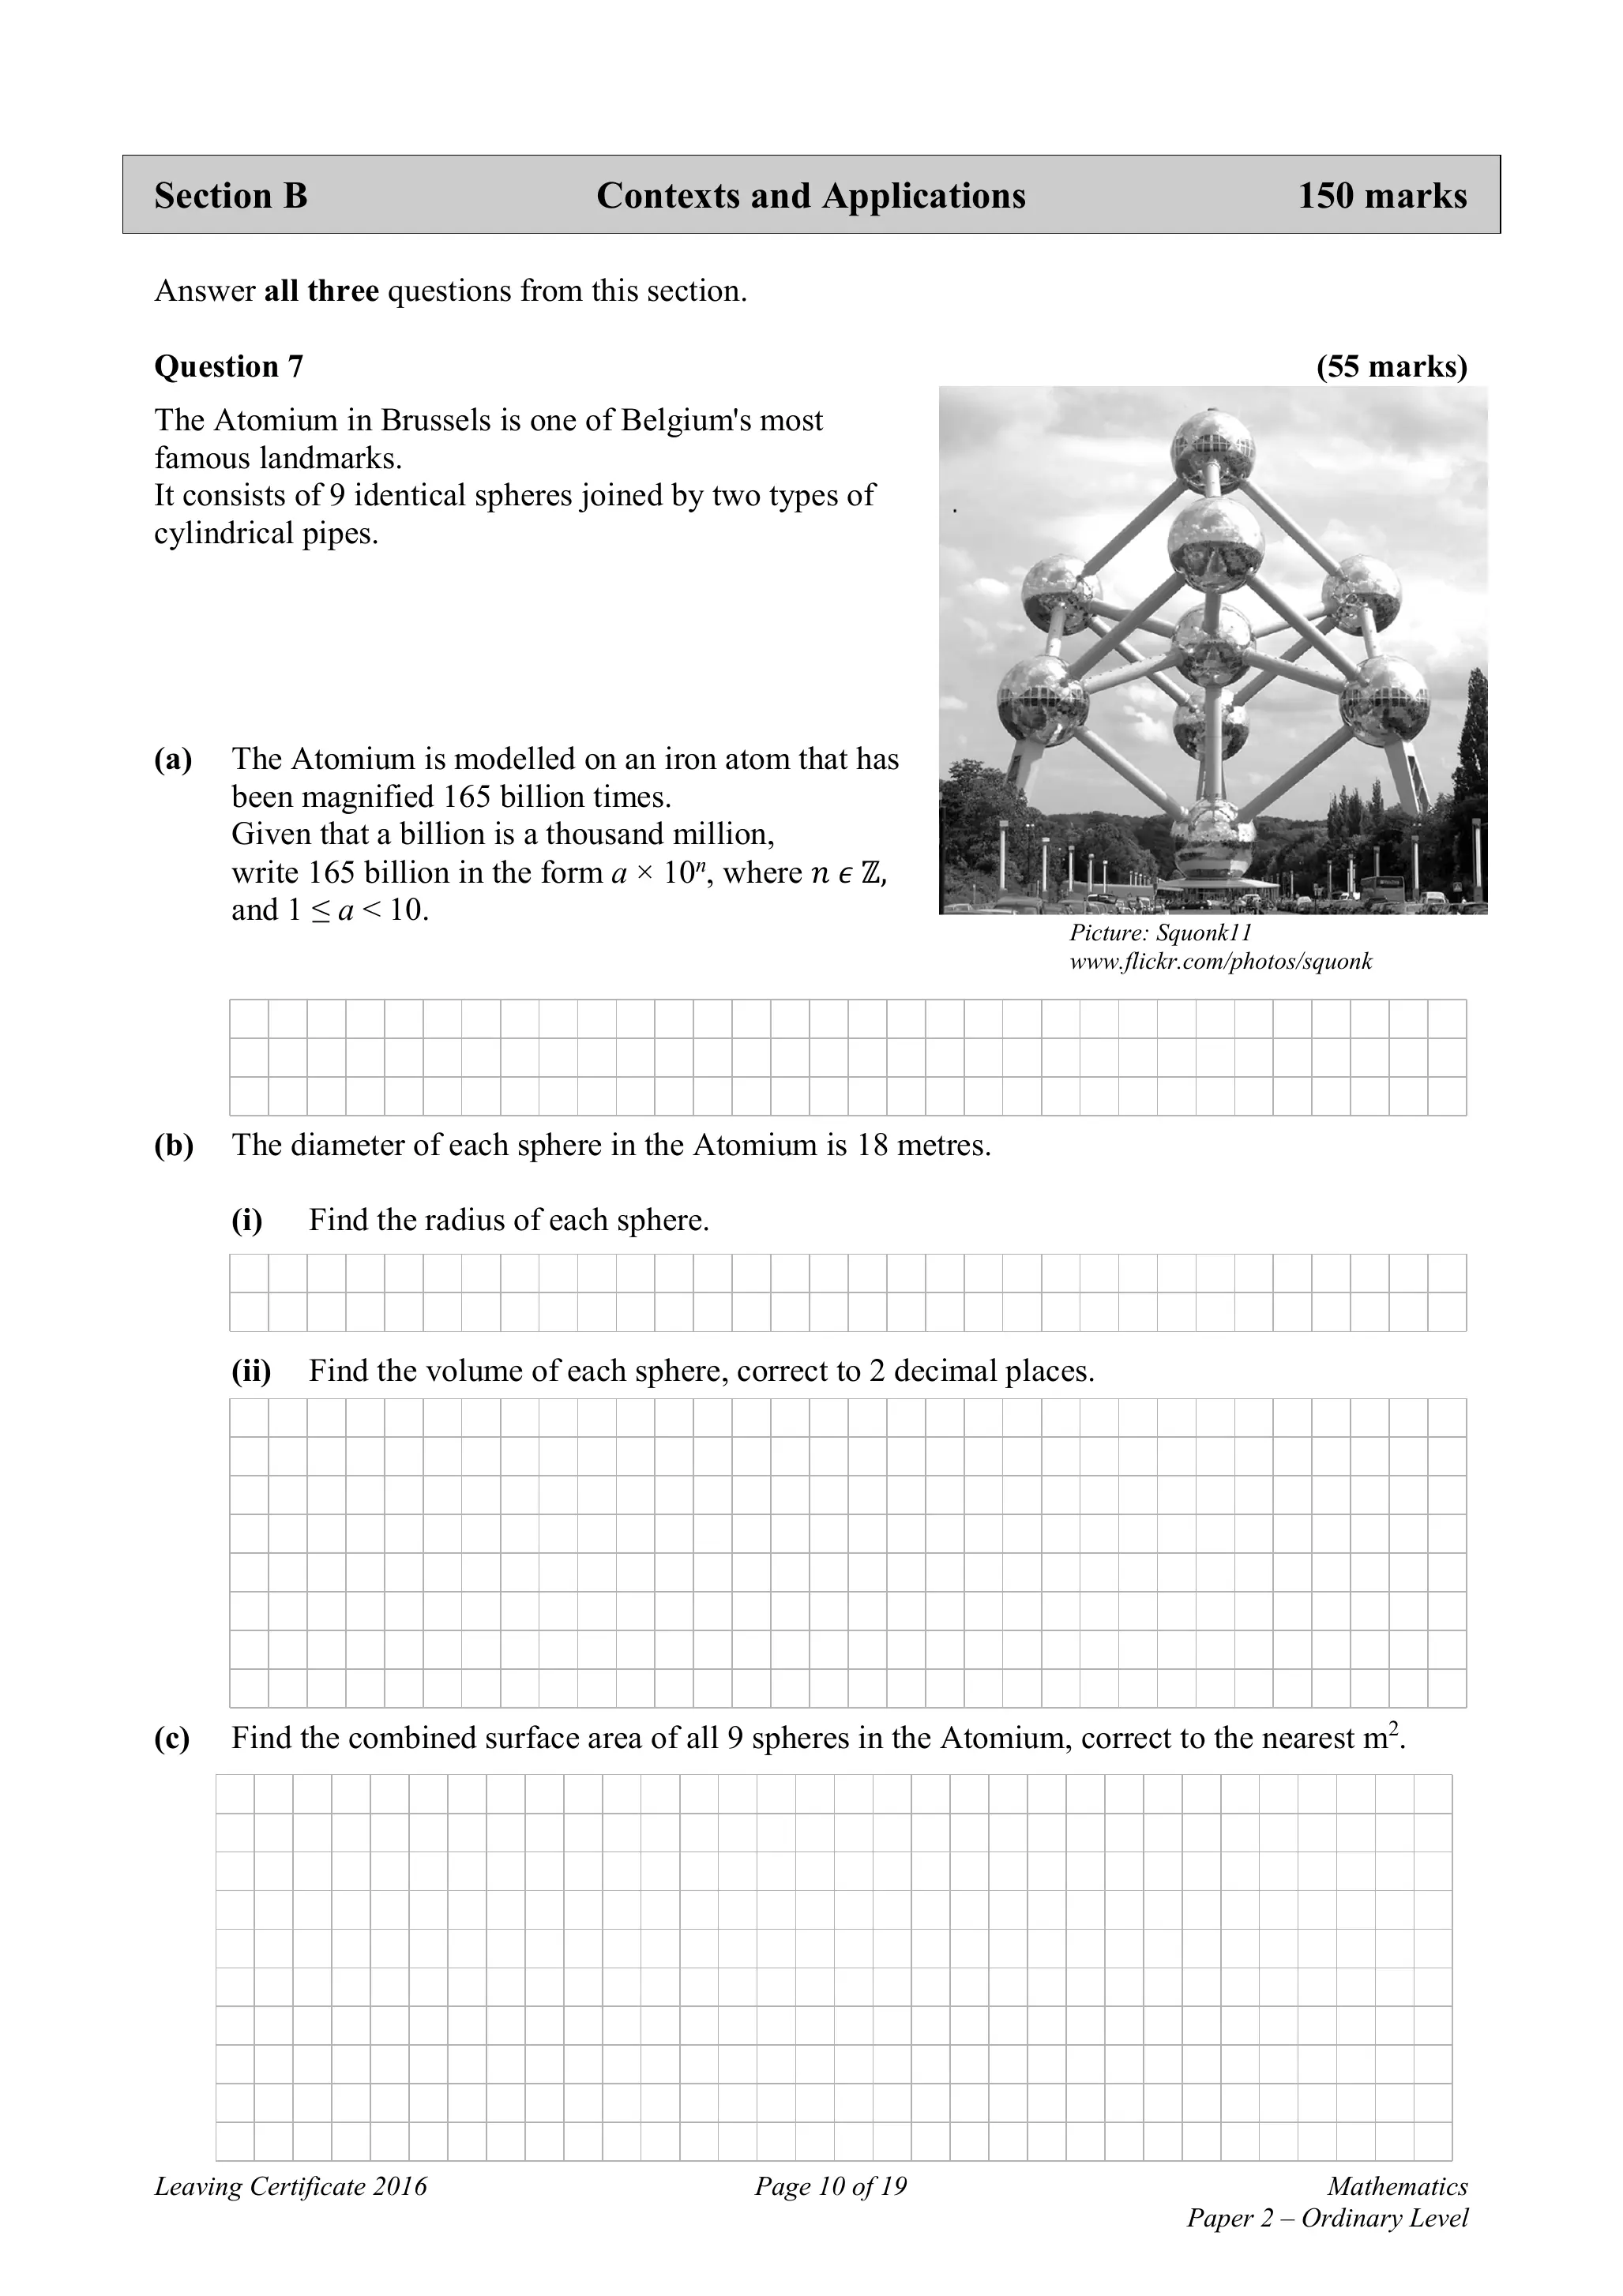 Section B Contexts and Applications 150 marks
Answer all three questions from this section.
Question 7 (55 marks)
The Atomium in Brussels is one of Belgium's most
famous landmarks.
It consists of 9 identical spheres joined by two types of
cylindrical pipes.
(a) The Atomium is modelled on an iron atom that has
been magnified 165 billion times.
Given that a billion is a thousand million,
write 165 billion in the form a × 10ⁿ, where n ϵ ℤ,
and 1 ≤ a < 10.
Picture: Squonk11
www.flickr.com/photos/squonk
(b) The diameter of each sphere in the Atomium is 18 metres.
(i) Find the radius of each sphere.
(ii) Find the volume of each sphere, correct to 2 decimal places.
(c) Find the combined surface area of all 9 spheres in the Atomium, correct to the nearest m².
Leaving Certificate 2016 Page 10 of 19 Mathematics
Paper 2 – Ordinary Level